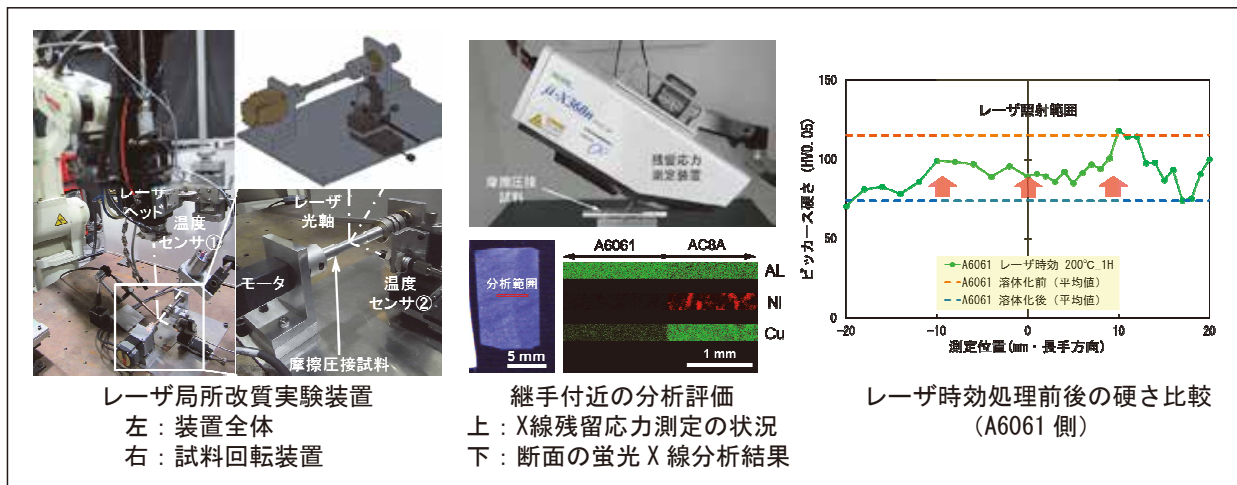 レーザ
ヘッド
温度
センサ①
レーザ
光軸
モータ
温度
センサ②
摩擦圧接試料
レーザ局所改質実験装置
左：装置全体
右：試料回転装置
μ-X360n
残留応力
測定装置
摩擦圧接
試料
分析範囲
5 mm
A6061
AC8A
AL
NI
Cu
1 mm
継手付近の分析評価
上：X線残留応力測定の状況
下：断面の蛍光X線分析結果
ビッカース硬さ (HV0.05)
150
100
50
0
レーザ照射範囲
A6061 レーザ時効 200℃_1H
A6061 溶体化前(平均値)
A6061 溶体化後(平均値)
-20
-10
0
10
20
測定位置(mm・長手方向)
レーザ時効処理前後の硬さ比較
(A6061側)